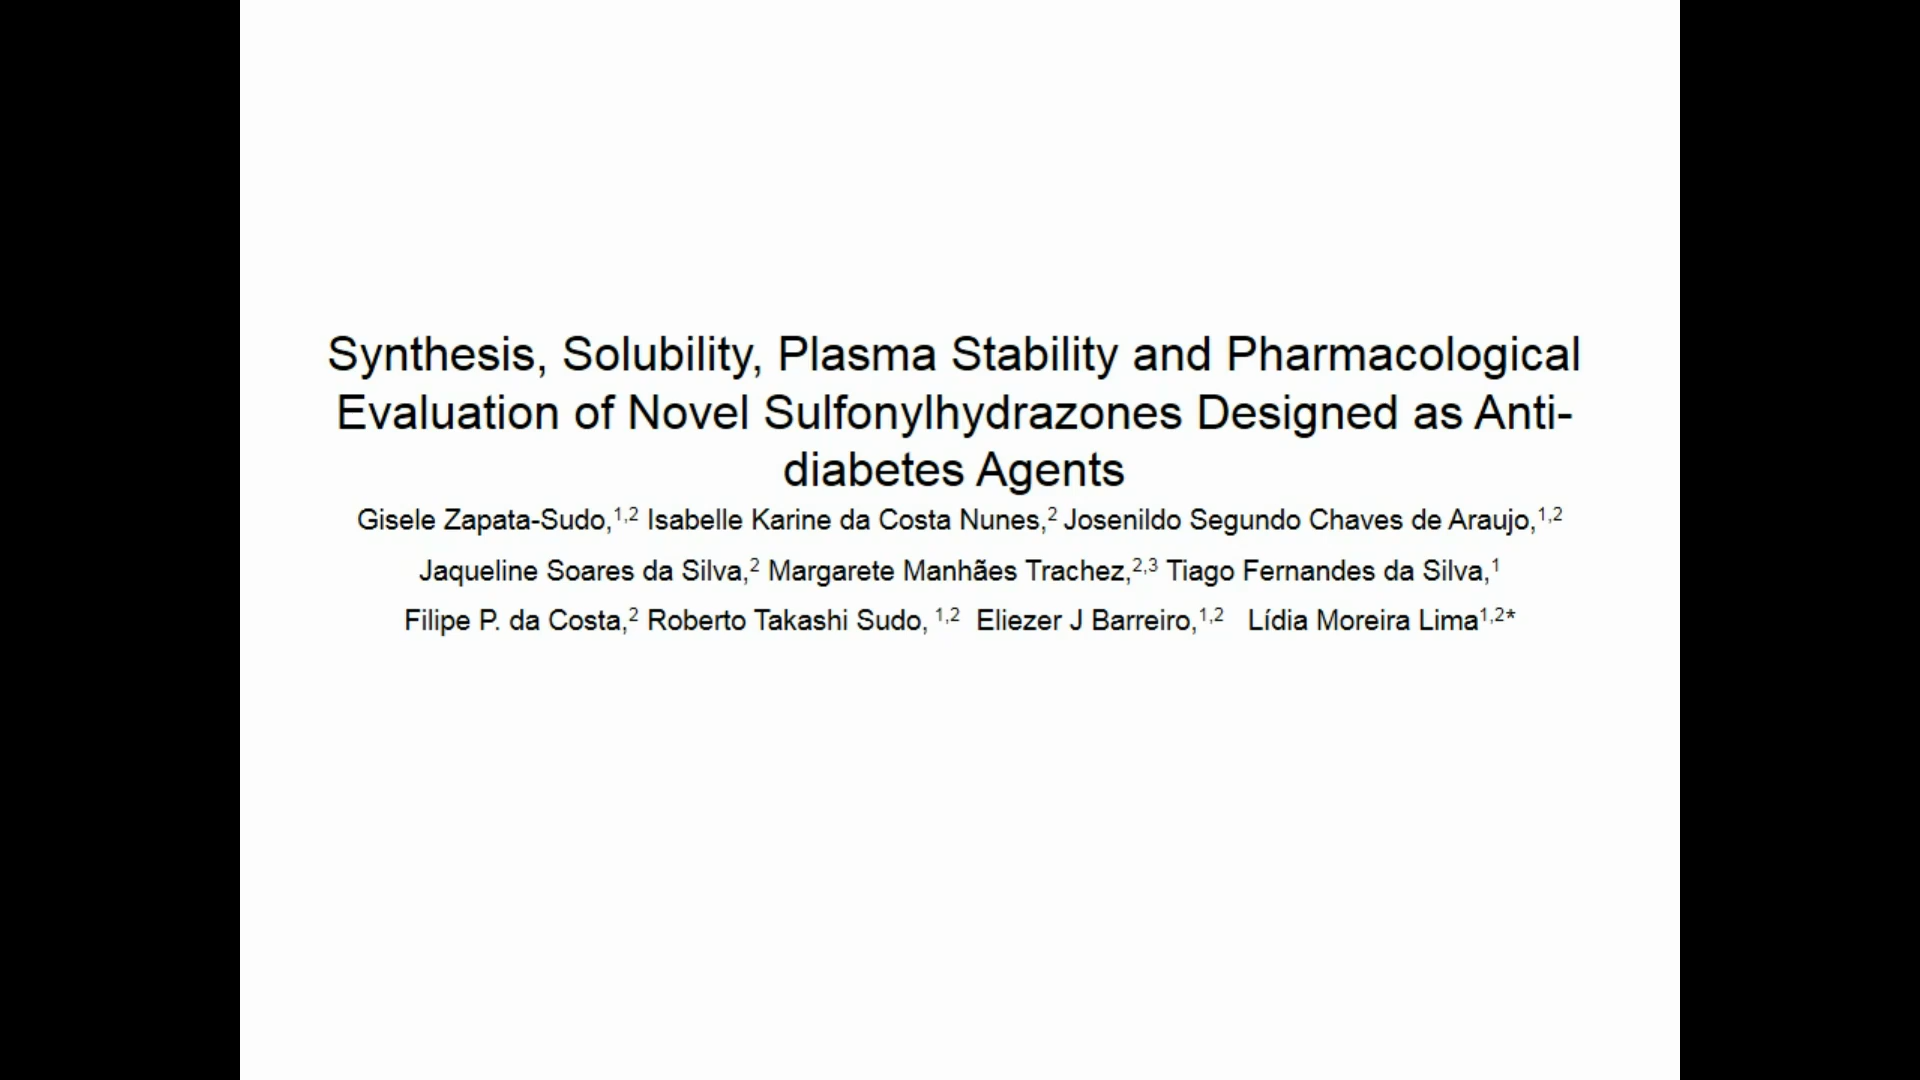 Synthesis, Solubility, Plasma Stability and Pharmacological
Evaluation of Novel Sulfonylhydrazones Designed as Anti-
diabetes Agents
Gisele Zapata-Sudo,¹,² Isabelle Karine da Costa Nunes,² Josenildo Segundo Chaves de Araujo,¹,²
Jaqueline Soares da Silva,² Margarete Manhães Trachez,²,³ Tiago Fernandes da Silva,¹
Filipe P. da Costa,² Roberto Takashi Sudo, ¹,² Eliezer J Barreiro,¹,² Lídia Moreira Lima¹,²*